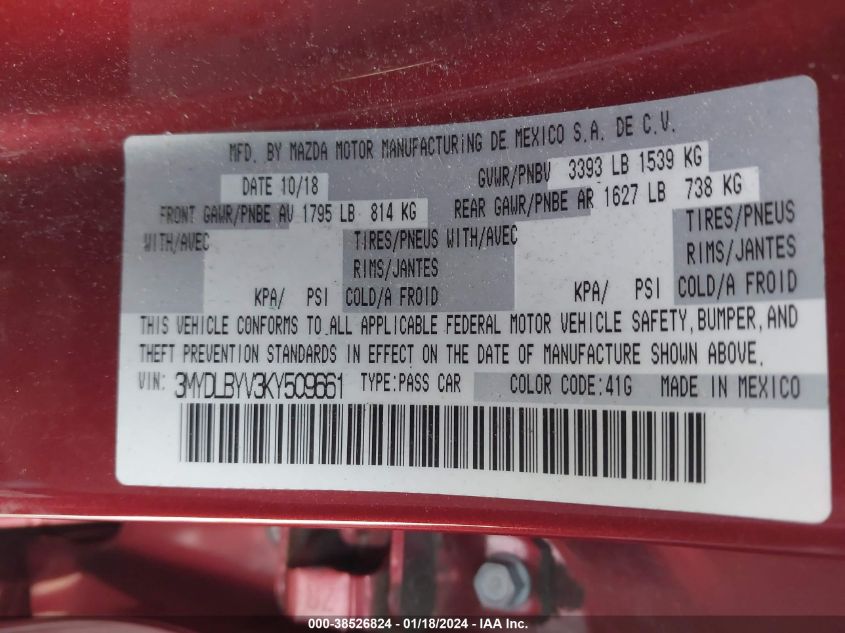 MFD. BY MAZDA MOTOR MANUFACTURING DE MEXICO S.A. DE C.V.
DATE 10/18 GVWR/PNBV 3393 LB 1539 KG
FRONT GAWR/PNBE AV 1795 LB 814 KG REAR GAWR/PNBE AR 1627 LB 738 KG
WITH/AVEC TIRES/PNEUS WITH/AVEC TIRES/PNEUS
RIMS/JANTES RIMS/JANTES
KPA/ PSI COLD/A FROID KPA/ PSI COLD/A FROID
THIS VEHICLE CONFORMS TO ALL APPLICABLE FEDERAL MOTOR VEHICLE SAFETY, BUMPER, AND
THEFT PREVENTION STANDARDS IN EFFECT ON THE DATE OF MANUFACTURE SHOWN ABOVE.
VIN: 3MYDLBYV3KY509661 TYPE:PASS CAR COLOR CODE:41G MADE IN MEXICO
000-38526824 - 01/18/2024 - IAA Inc.